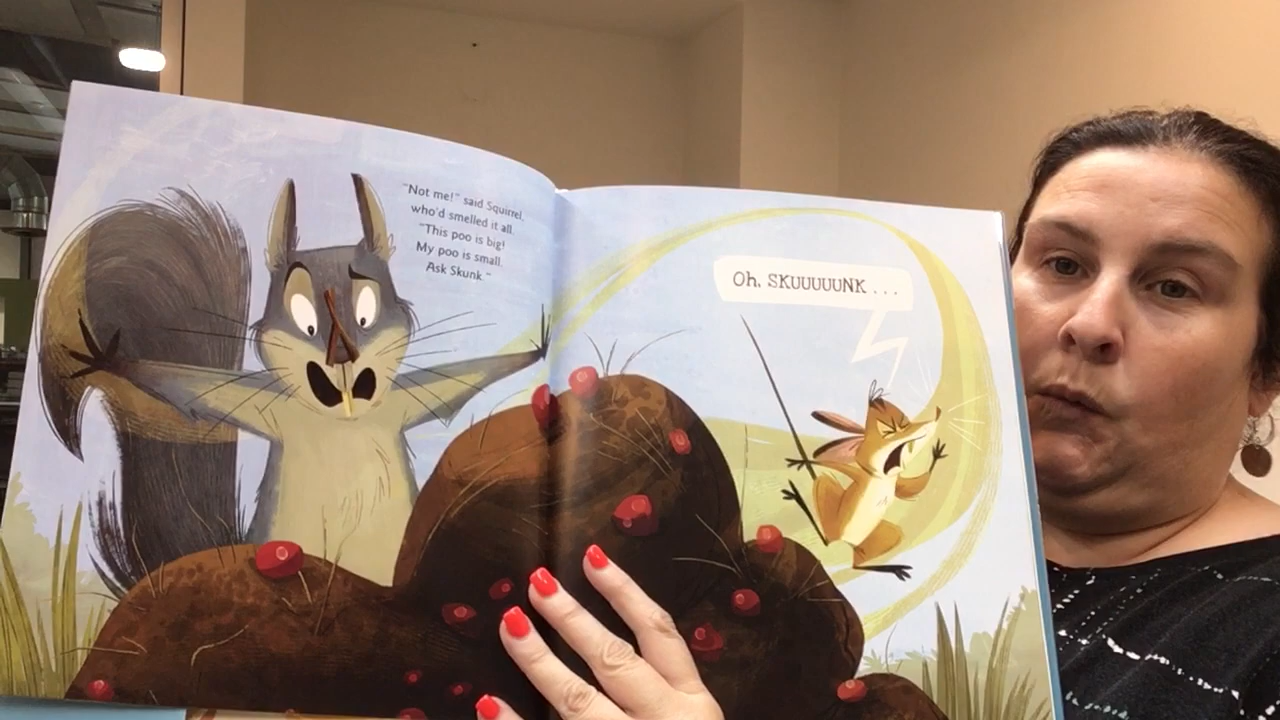 "Not me!" said Squirrel,
who'd smelled it all.
"This poo is big!
My poo is small.
Ask Skunk."
Oh, SKUUUUUNK . . .